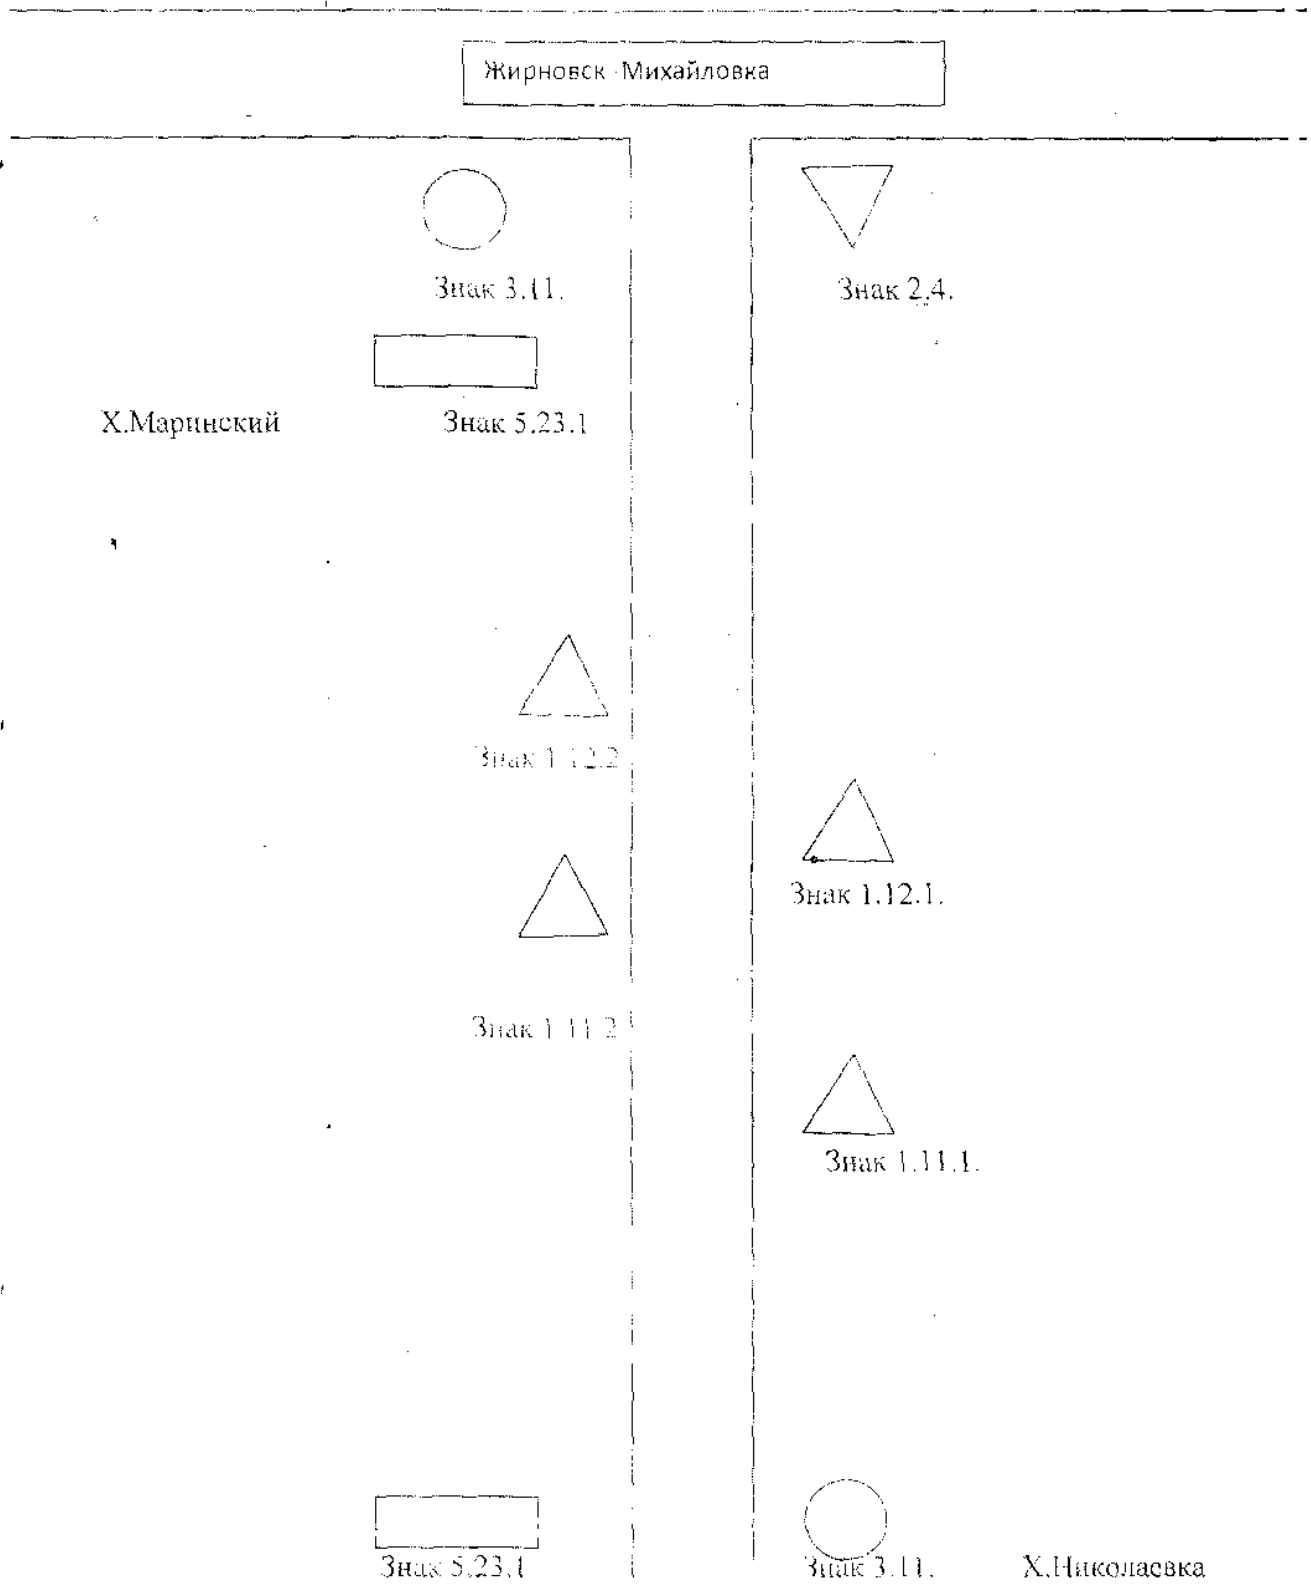 Жирновск - Михайловка
Знак 3.11.
Знак 2.4.
Х.Маринский
Знак 5.23.1
Знак 1.12.2
Знак 1.12.1.
Знак 1.11.2
Знак 1.11.1.
Знак 5.23.1
Знак 3.11.
Х.Николаевка